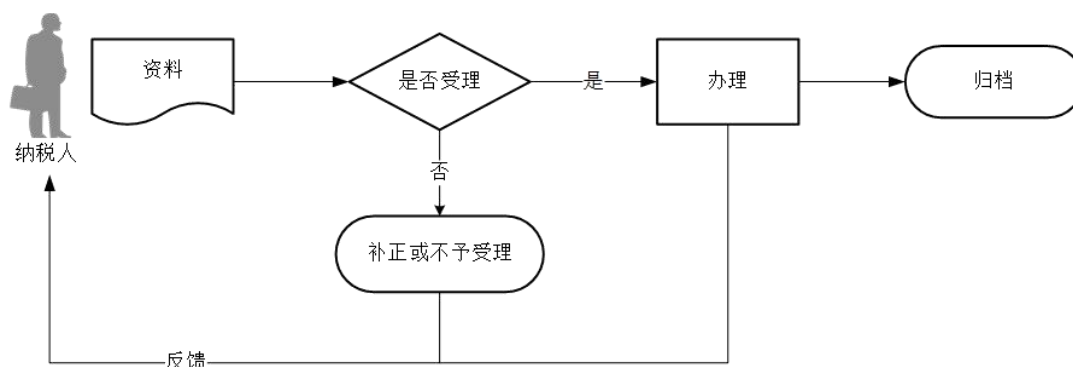 资料
是否受理
是
办理
归档
纳税人
否
补正或不予受理
反馈